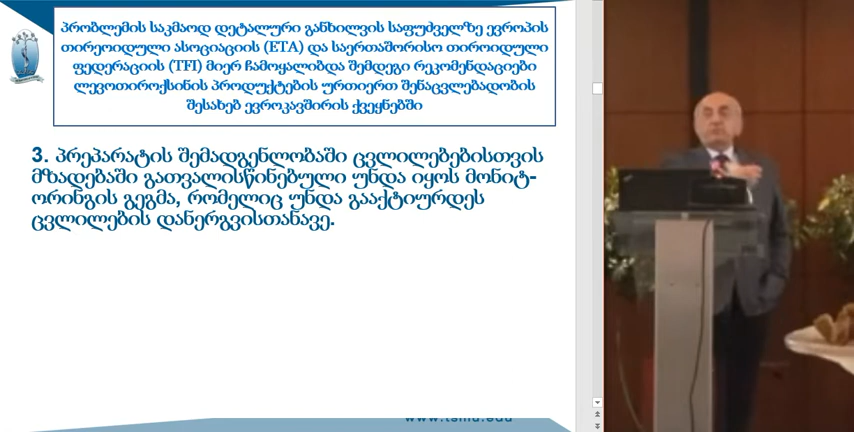 პრობლემის საკმაოდ დეტალური განხილვის საფუძველზე ევროპის
თირეოიდული ასოციაციის (ETA) და საერთაშორისო თიროიდული
ფედერაციის (TFI) მიერ ჩამოყალიბდა შემდეგი რეკომენდაციები
ლევოთიროქსინის პროდუქტების ურთიერთ შენაცვლებადობის
შესახებ ევროკავშირის ქვეყნებში
3. პრეპარატის შემადგენლობაში ცვლილებებისთვის
მზადებაში გათვალისწინებული უნდა იყოს მონიტ-
ორინგის გეგმა, რომელიც უნდა გააქტიურდეს
ცვლილების დანერგვისთანავე.
www.tsmu.edu